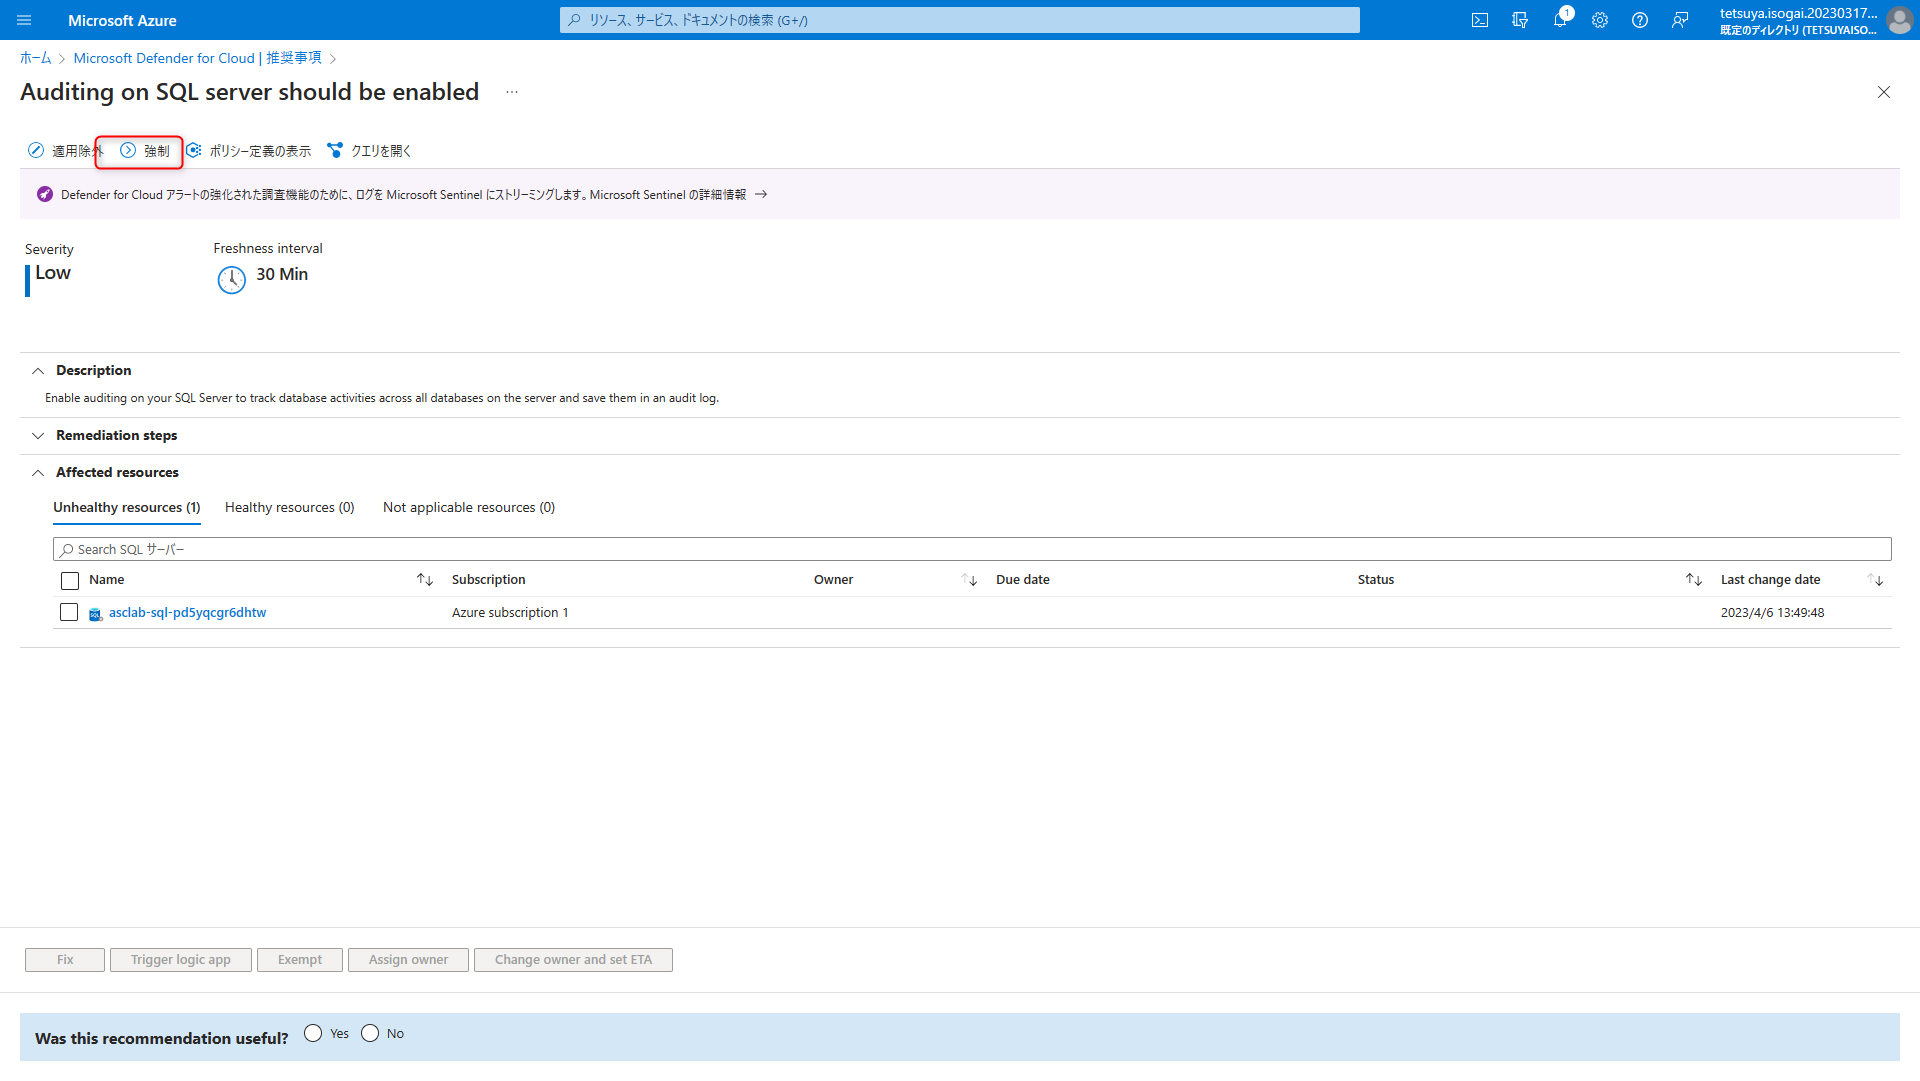 Microsoft Azure
リソース、サービス、ドキュメントの検索 (G+/)
1
tetsuya.isogai.20230317...
既定のディレクトリ (TETSUYAISO...
ホーム > Microsoft Defender for Cloud | 推奨事項 >
Auditing on SQL server should be enabled ...
適用除外 強制 ポリシー定義の表示 クエリを開く
Defender for Cloud アラートの強化された調査機能のために、ログを Microsoft Sentinel にストリーミングします。Microsoft Sentinel の詳細情報 →
Severity
Low
Freshness interval
30 Min
Description
Enable auditing on your SQL Server to track database activities across all databases on the server and save them in an audit log.
Remediation steps
Affected resources
Unhealthy resources (1) Healthy resources (0) Not applicable resources (0)
Search SQL サーバー
Name Subscription Owner Due date Status Last change date
asclab-sql-pd5yqcgr6dhtw Azure subscription 1 2023/4/6 13:49:48
Fix Trigger logic app Exempt Assign owner Change owner and set ETA
Was this recommendation useful? Yes No